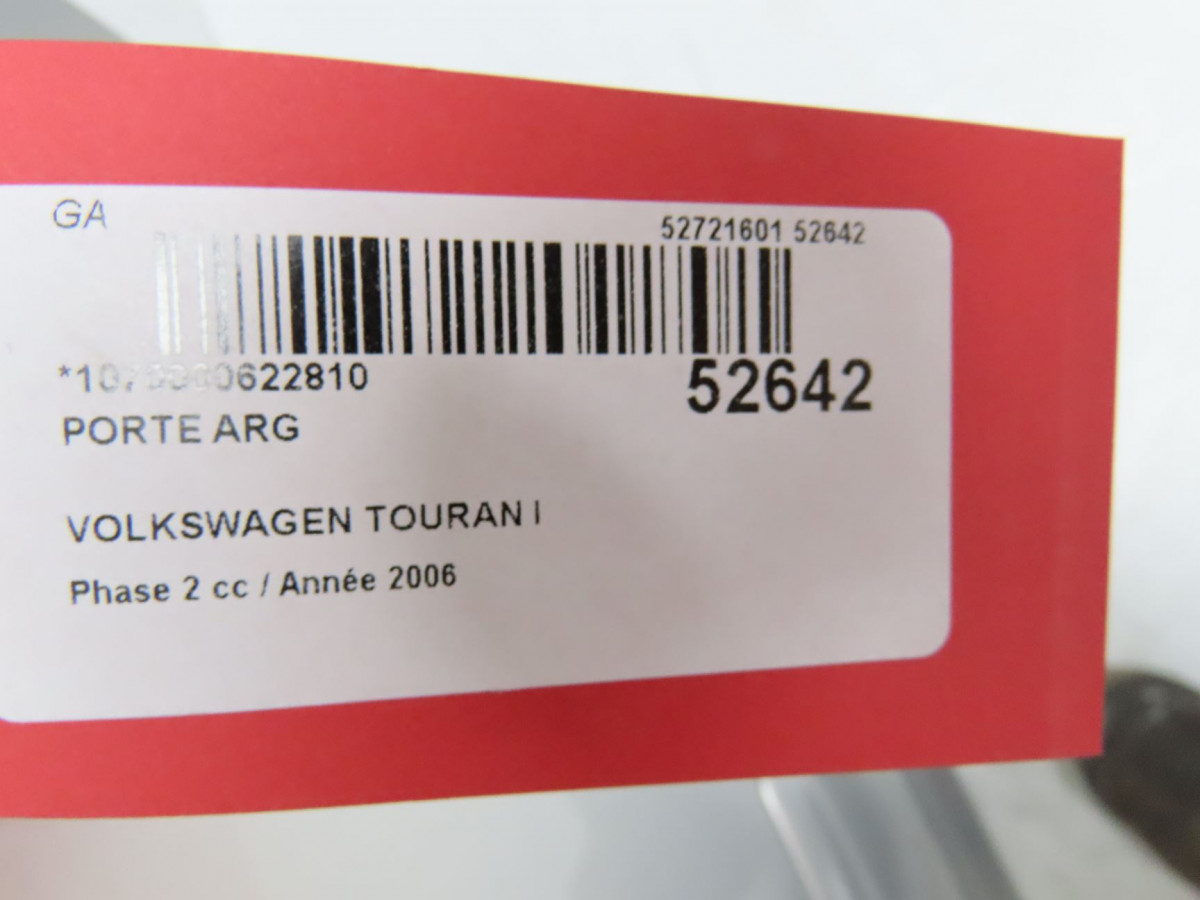 GA
52721601 52642
52642
PORTE ARG
VOLKSWAGEN TOURAN I
Phase 2 cc / Année 2006